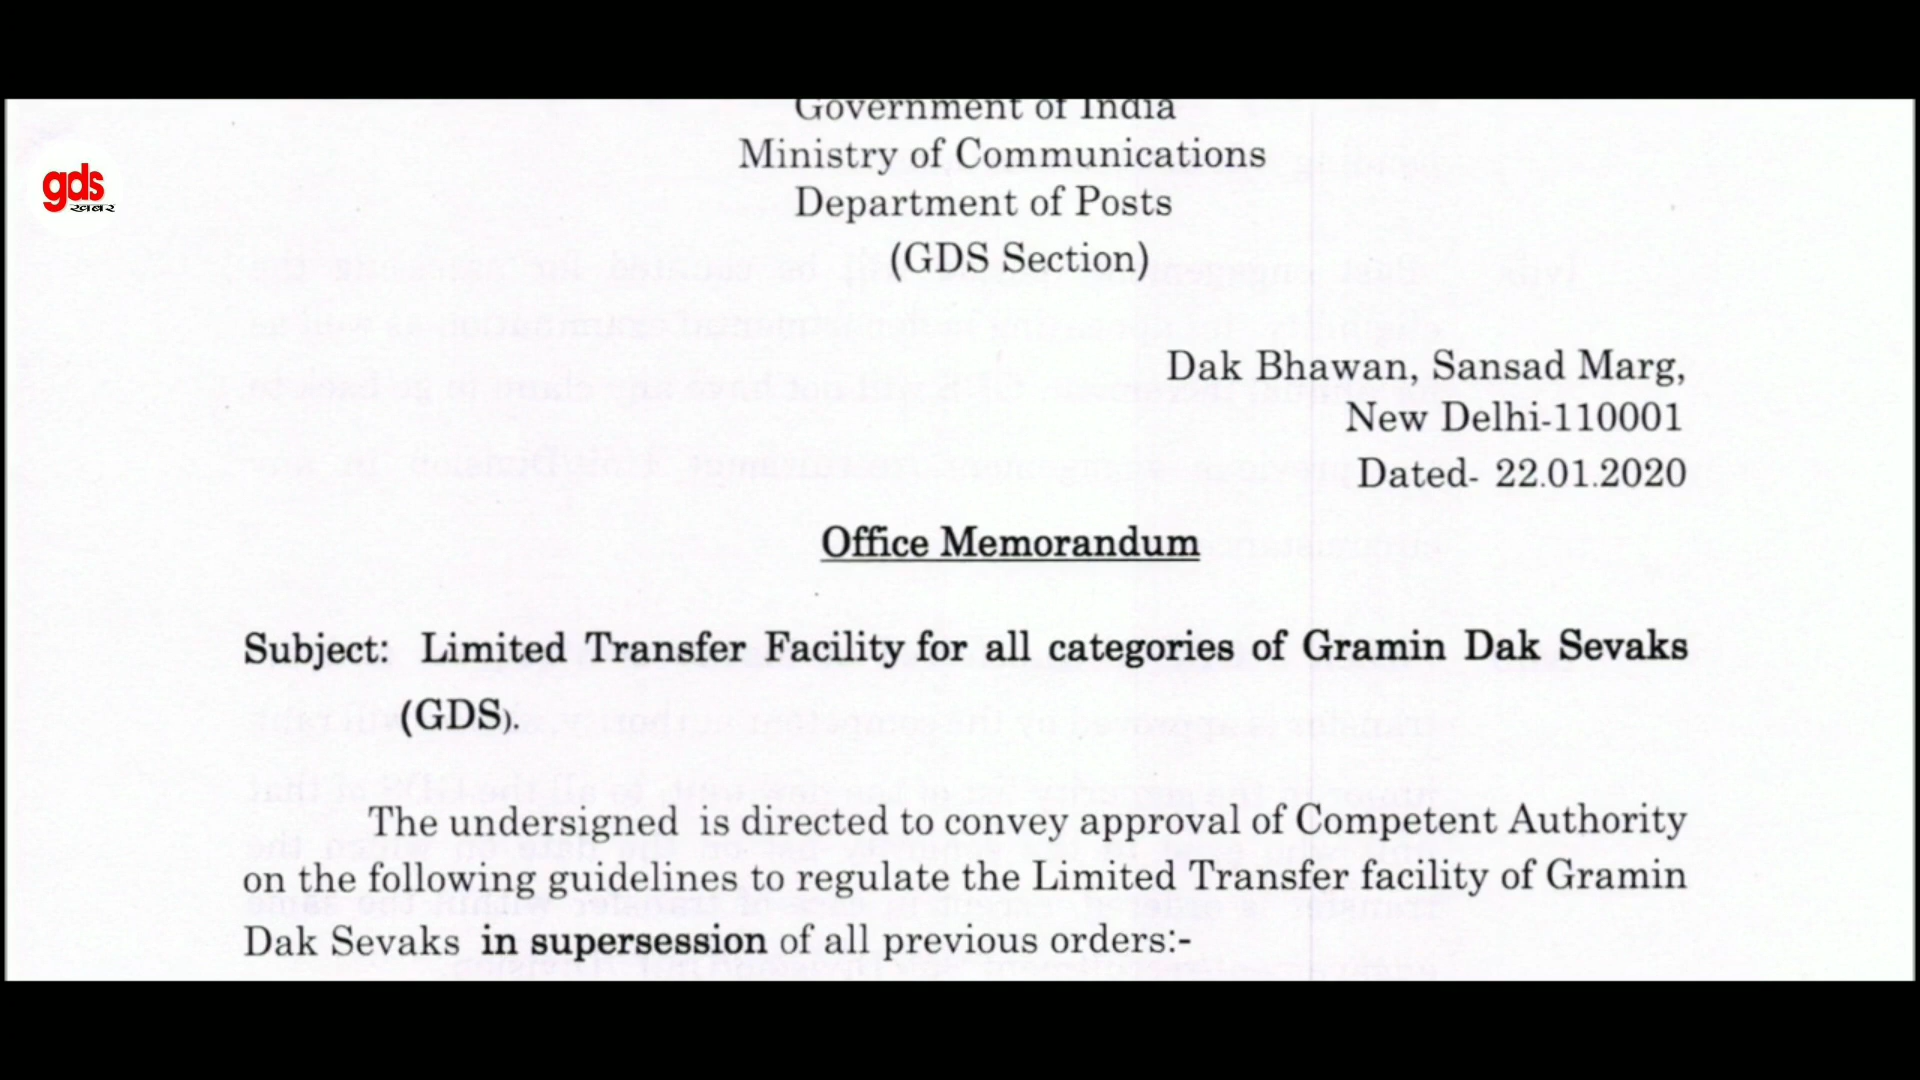 Government of India
Ministry of Communications
gds
खबर
Department of Posts
(GDS Section)
Dak Bhawan, Sansad Marg,
New Delhi-110001
Dated- 22.01.2020
Office Memorandum
Subject: Limited Transfer Facility for all categories of Gramin Dak Sevaks
(GDS).
The undersigned is directed to convey approval of Competent Authority
on the following guidelines to regulate the Limited Transfer facility of Gramin
Dak Sevaks in supersession of all previous orders:-